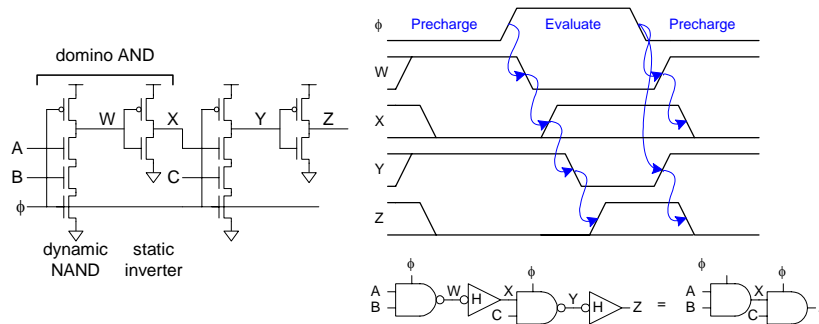 domino AND
W
X
Y
Z
A
B
C
ϕ
dynamic
NAND
static
inverter
ϕ
Precharge
Evaluate
Precharge
W
X
Y
Z
ϕ
ϕ
ϕ
ϕ
A
B
W
H
X
C
Y
H
Z
=
A
B
X
C